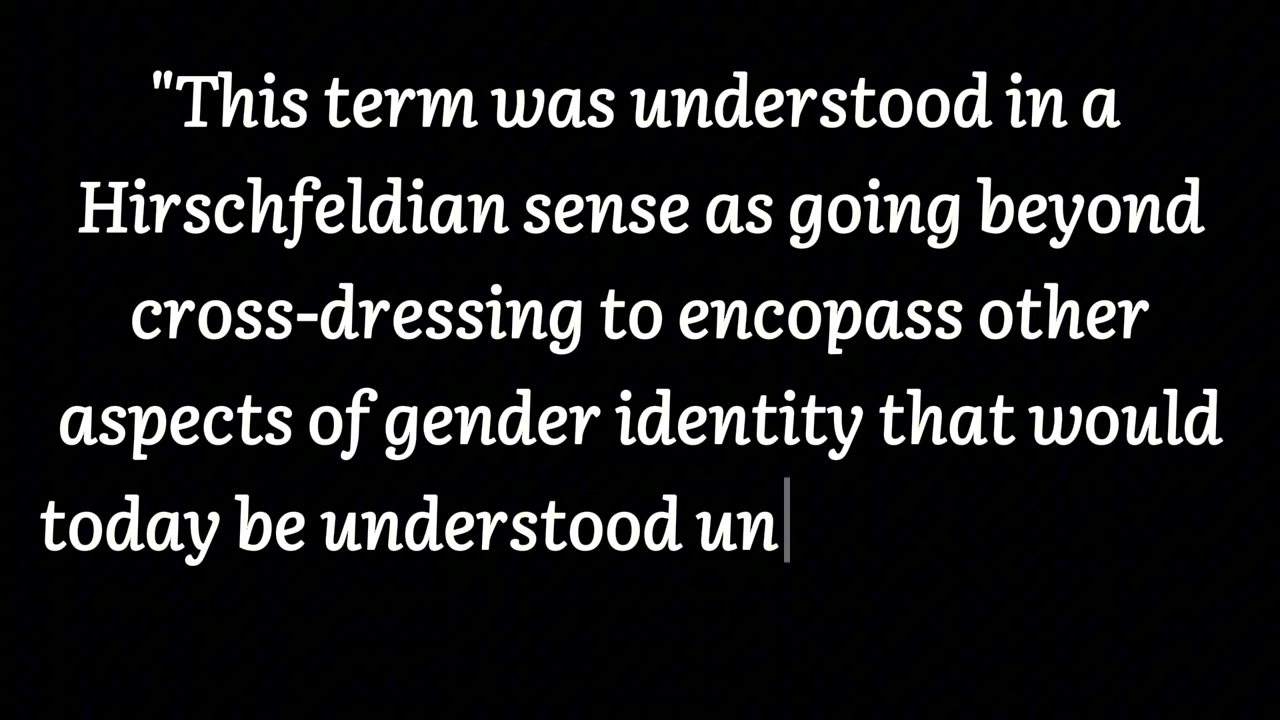 "This term was understood in a
Hirschfeldian sense as going beyond
cross-dressing to encopass other
aspects of gender identity that would
today be understood un